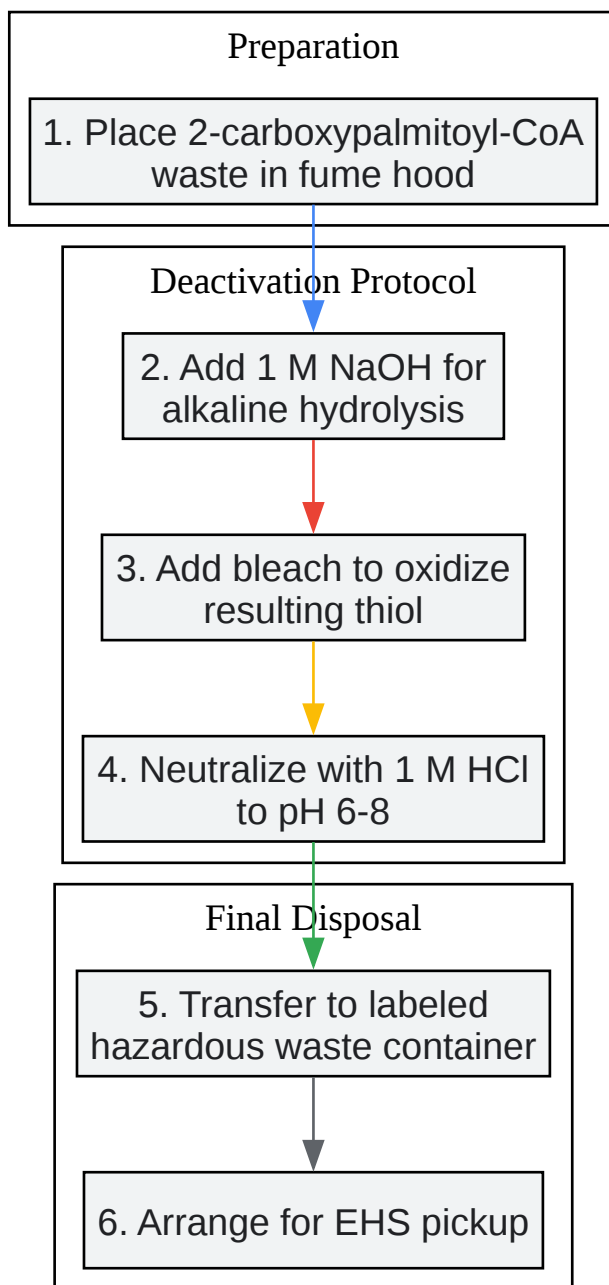 Preparation
1. Place 2-carboxypalmitoyl-CoA
waste in fume hood
Deactivation Protocol
2. Add 1 M NaOH for
alkaline hydrolysis
3. Add bleach to oxidize
resulting thiol
4. Neutralize with 1 M HCl
to pH 6-8
Final Disposal
5. Transfer to labeled
hazardous waste container
6. Arrange for EHS pickup